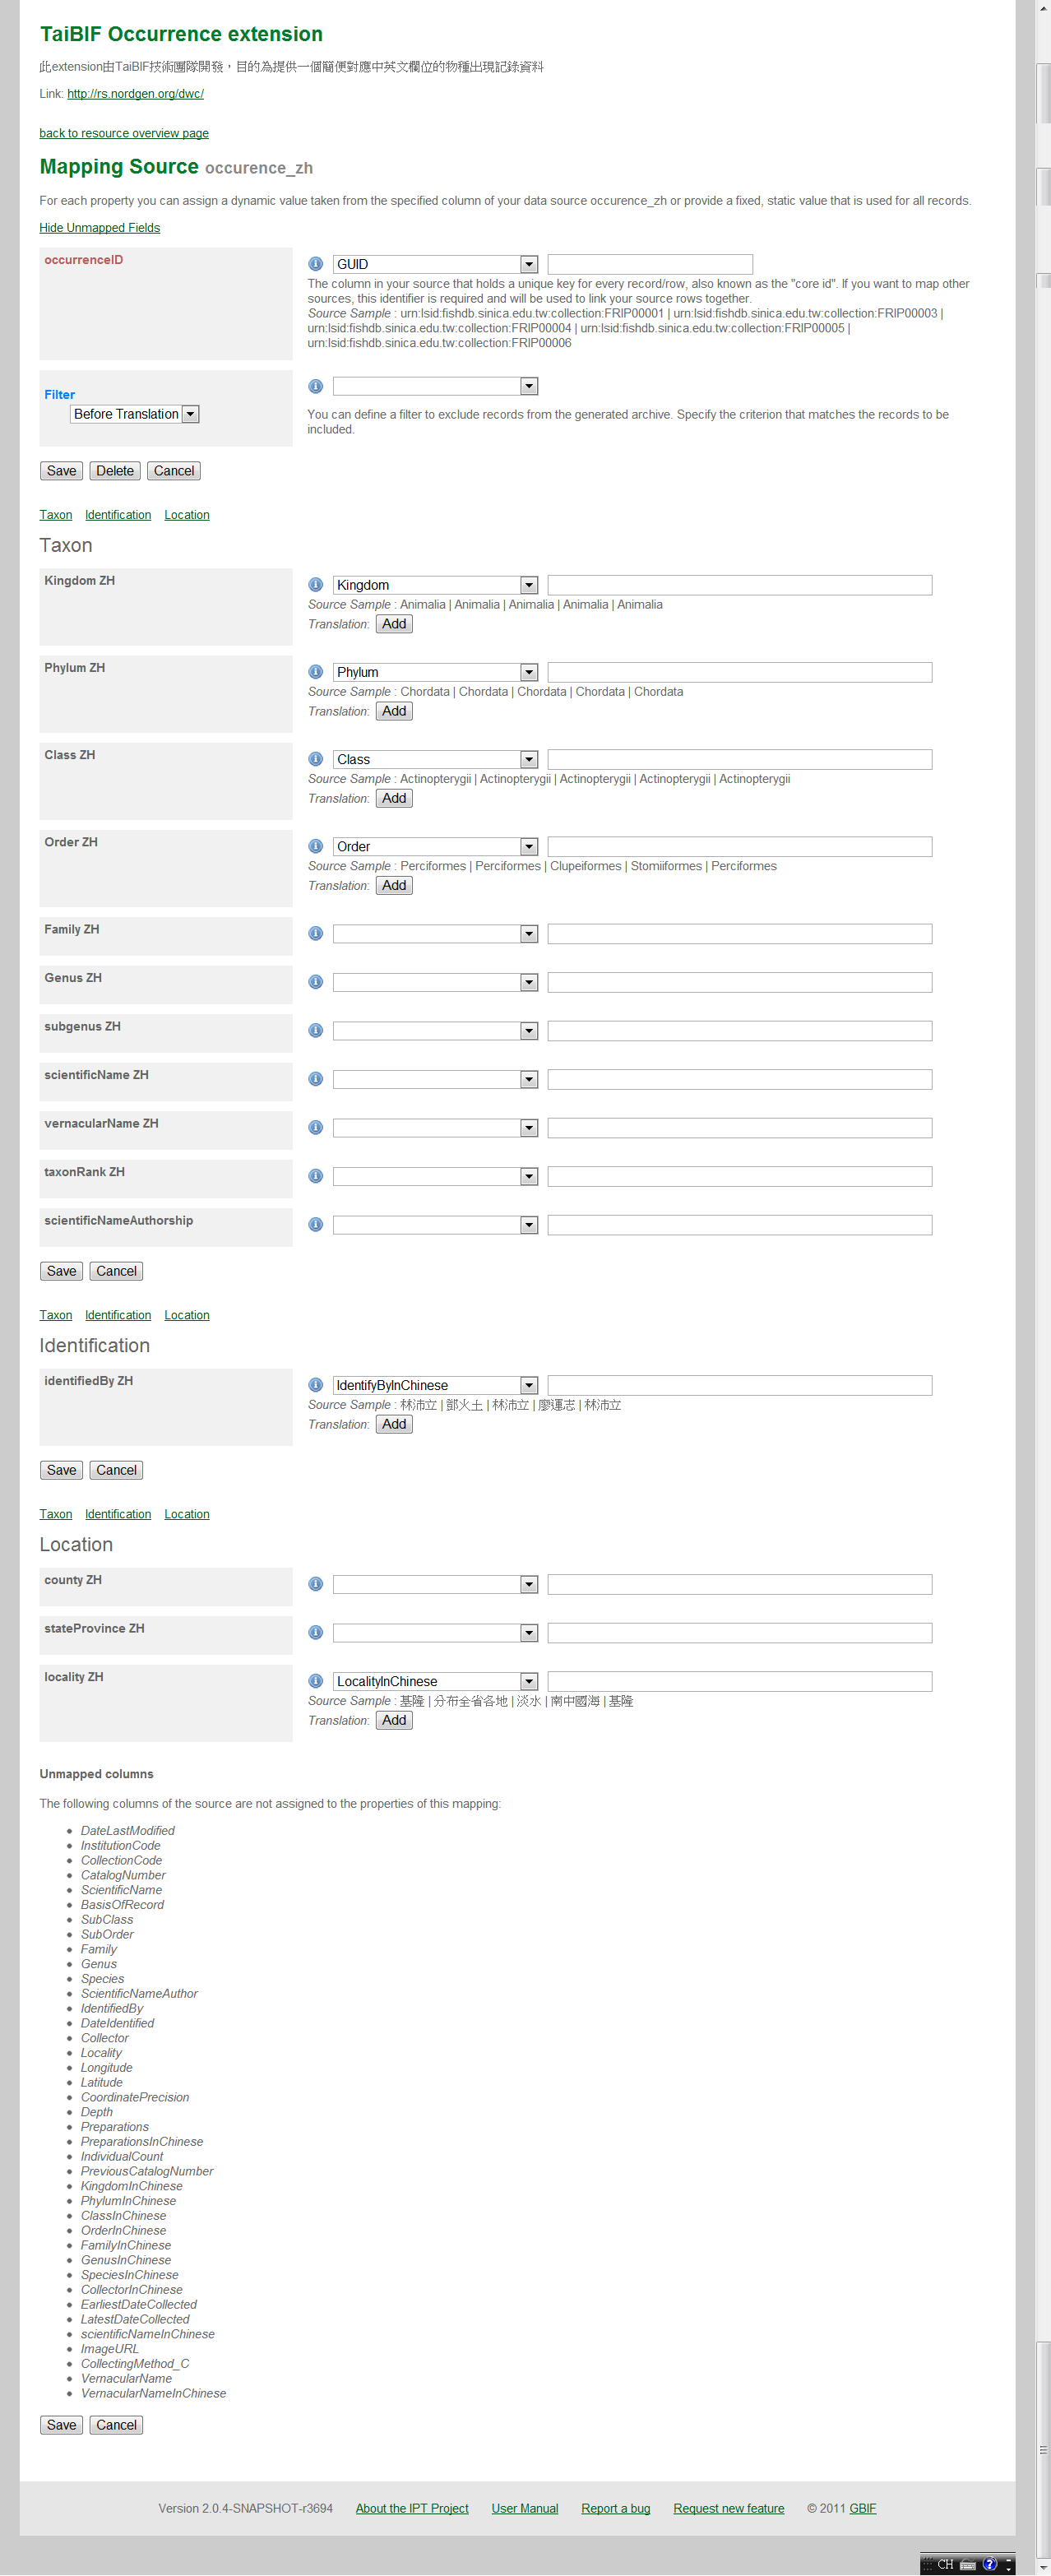 TaiBIF Occurrence extension
此extension由TaiBIF技術團隊開發，目的為提供一個簡便對應中英文欄位的物種出現記錄資料
Link: http://rs.nordgen.org/dwc/
back to resource overview page
Mapping Source occurence_zh
For each property you can assign a dynamic value taken from the specified column of your data source occurence_zh or provide a fixed, static value that is used for all records.
Hide Unmapped Fields
occurrenceID
GUID
The column in your source that holds a unique key for every record/row, also known as the "core id". If you want to map other
sources, this identifier is required and will be used to link your source rows together.
Source Sample : urn:lsid:fishdb.sinica.edu.tw:collection:FRIP00001 | urn:lsid:fishdb.sinica.edu.tw:collection:FRIP00003 |
urn:lsid:fishdb.sinica.edu.tw:collection:FRIP00004 | urn:lsid:fishdb.sinica.edu.tw:collection:FRIP00005 |
urn:lsid:fishdb.sinica.edu.tw:collection:FRIP00006
Filter
Before Translation
You can define a filter to exclude records from the generated archive. Specify the criterion that matches the records to be
included.
Save Delete Cancel
Taxon Identification Location
Taxon
Kingdom ZH
Kingdom
Source Sample : Animalia | Animalia | Animalia | Animalia | Animalia
Translation: Add
Phylum ZH
Phylum
Source Sample : Chordata | Chordata | Chordata | Chordata | Chordata
Translation: Add
Class ZH
Class
Source Sample : Actinopterygii | Actinopterygii | Actinopterygii | Actinopterygii | Actinopterygii
Translation: Add
Order ZH
Order
Source Sample : Perciformes | Perciformes | Clupeiformes | Stomiiformes | Perciformes
Translation: Add
Family ZH
Genus ZH
subgenus ZH
scientificName ZH
vernacularName ZH
taxonRank ZH
scientificNameAuthorship
Save Cancel
Taxon Identification Location
Identification
identifiedBy ZH
IdentifyByInChinese
Source Sample : 林沛立 | 鄧火土 | 林沛立 | 廖運志 | 林沛立
Translation: Add
Save Cancel
Taxon Identification Location
Location
county ZH
stateProvince ZH
locality ZH
LocalityInChinese
Source Sample : 基隆 | 分布全省各地 | 淡水 | 南中國海 | 基隆
Translation: Add
Unmapped columns
The following columns of the source are not assigned to the properties of this mapping:
DateLastModified
InstitutionCode
CollectionCode
CatalogNumber
ScientificName
BasisOfRecord
SubClass
SubOrder
Family
Genus
Species
ScientificNameAuthor
IdentifiedBy
DateIdentified
Collector
Locality
Longitude
Latitude
CoordinatePrecision
Depth
Preparations
PreparationsInChinese
IndividualCount
PreviousCatalogNumber
KingdomInChinese
PhylumInChinese
ClassInChinese
OrderInChinese
FamilyInChinese
GenusInChinese
SpeciesInChinese
CollectorInChinese
EarliestDateCollected
LatestDateCollected
scientificNameInChinese
ImageURL
CollectingMethod_C
VernacularName
VernacularNameInChinese
Save Cancel
Version 2.0.4-SNAPSHOT-r3694 About the IPT Project User Manual Report a bug Request new feature © 2011 GBIF
CH